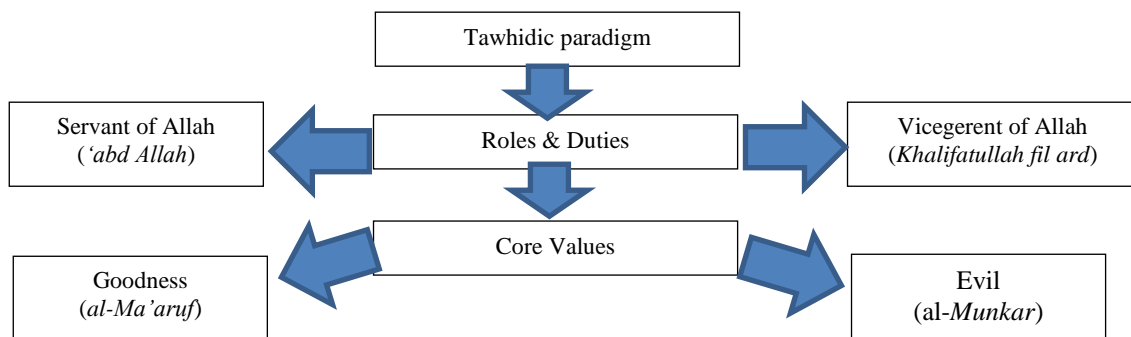 Tawhidic paradigm
Servant of Allah
(‘abd Allah)
Roles & Duties
Vicegerent of Allah
(Khalifatullah fil ard)
Core Values
Goodness
(al-Ma’aruf)
Evil
(al-Munkar)